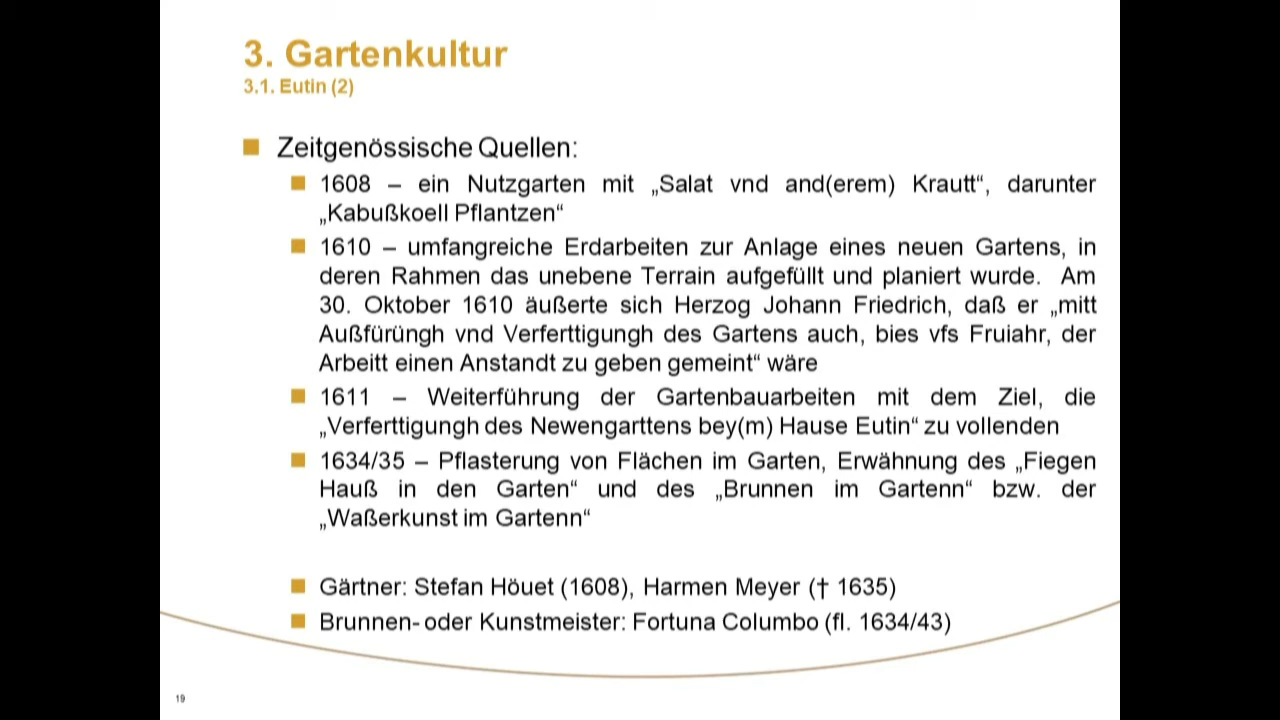 3. Gartenkultur
3.1. Eutin (2)
Zeitgenössische Quellen:
1608 – ein Nutzgarten mit „Salat vnd and(erem) Krautt“, darunter
„Kabußkoell Pflantzen“
1610 – umfangreiche Erdarbeiten zur Anlage eines neuen Gartens, in
deren Rahmen das unebene Terrain aufgefüllt und planiert wurde. Am
30. Oktober 1610 äußerte sich Herzog Johann Friedrich, daß er „mitt
Außfürüngh vnd Verferttigungh des Gartens auch, bies vfs Fruiahr, der
Arbeitt einen Anstandt zu geben gemeint“ wäre
1611 – Weiterführung der Gartenbauarbeiten mit dem Ziel, die
„Verferttigungh des Newengarttens bey(m) Hause Eutin“ zu vollenden
1634/35 – Pflasterung von Flächen im Garten, Erwähnung des „Fiegen
Hauß in den Garten“ und des „Brunnen im Gartenn“ bzw. der
„Waßerkunst im Gartenn“
Gärtner: Stefan Höuet (1608), Harmen Meyer († 1635)
Brunnen- oder Kunstmeister: Fortuna Columbo (fl. 1634/43)
19